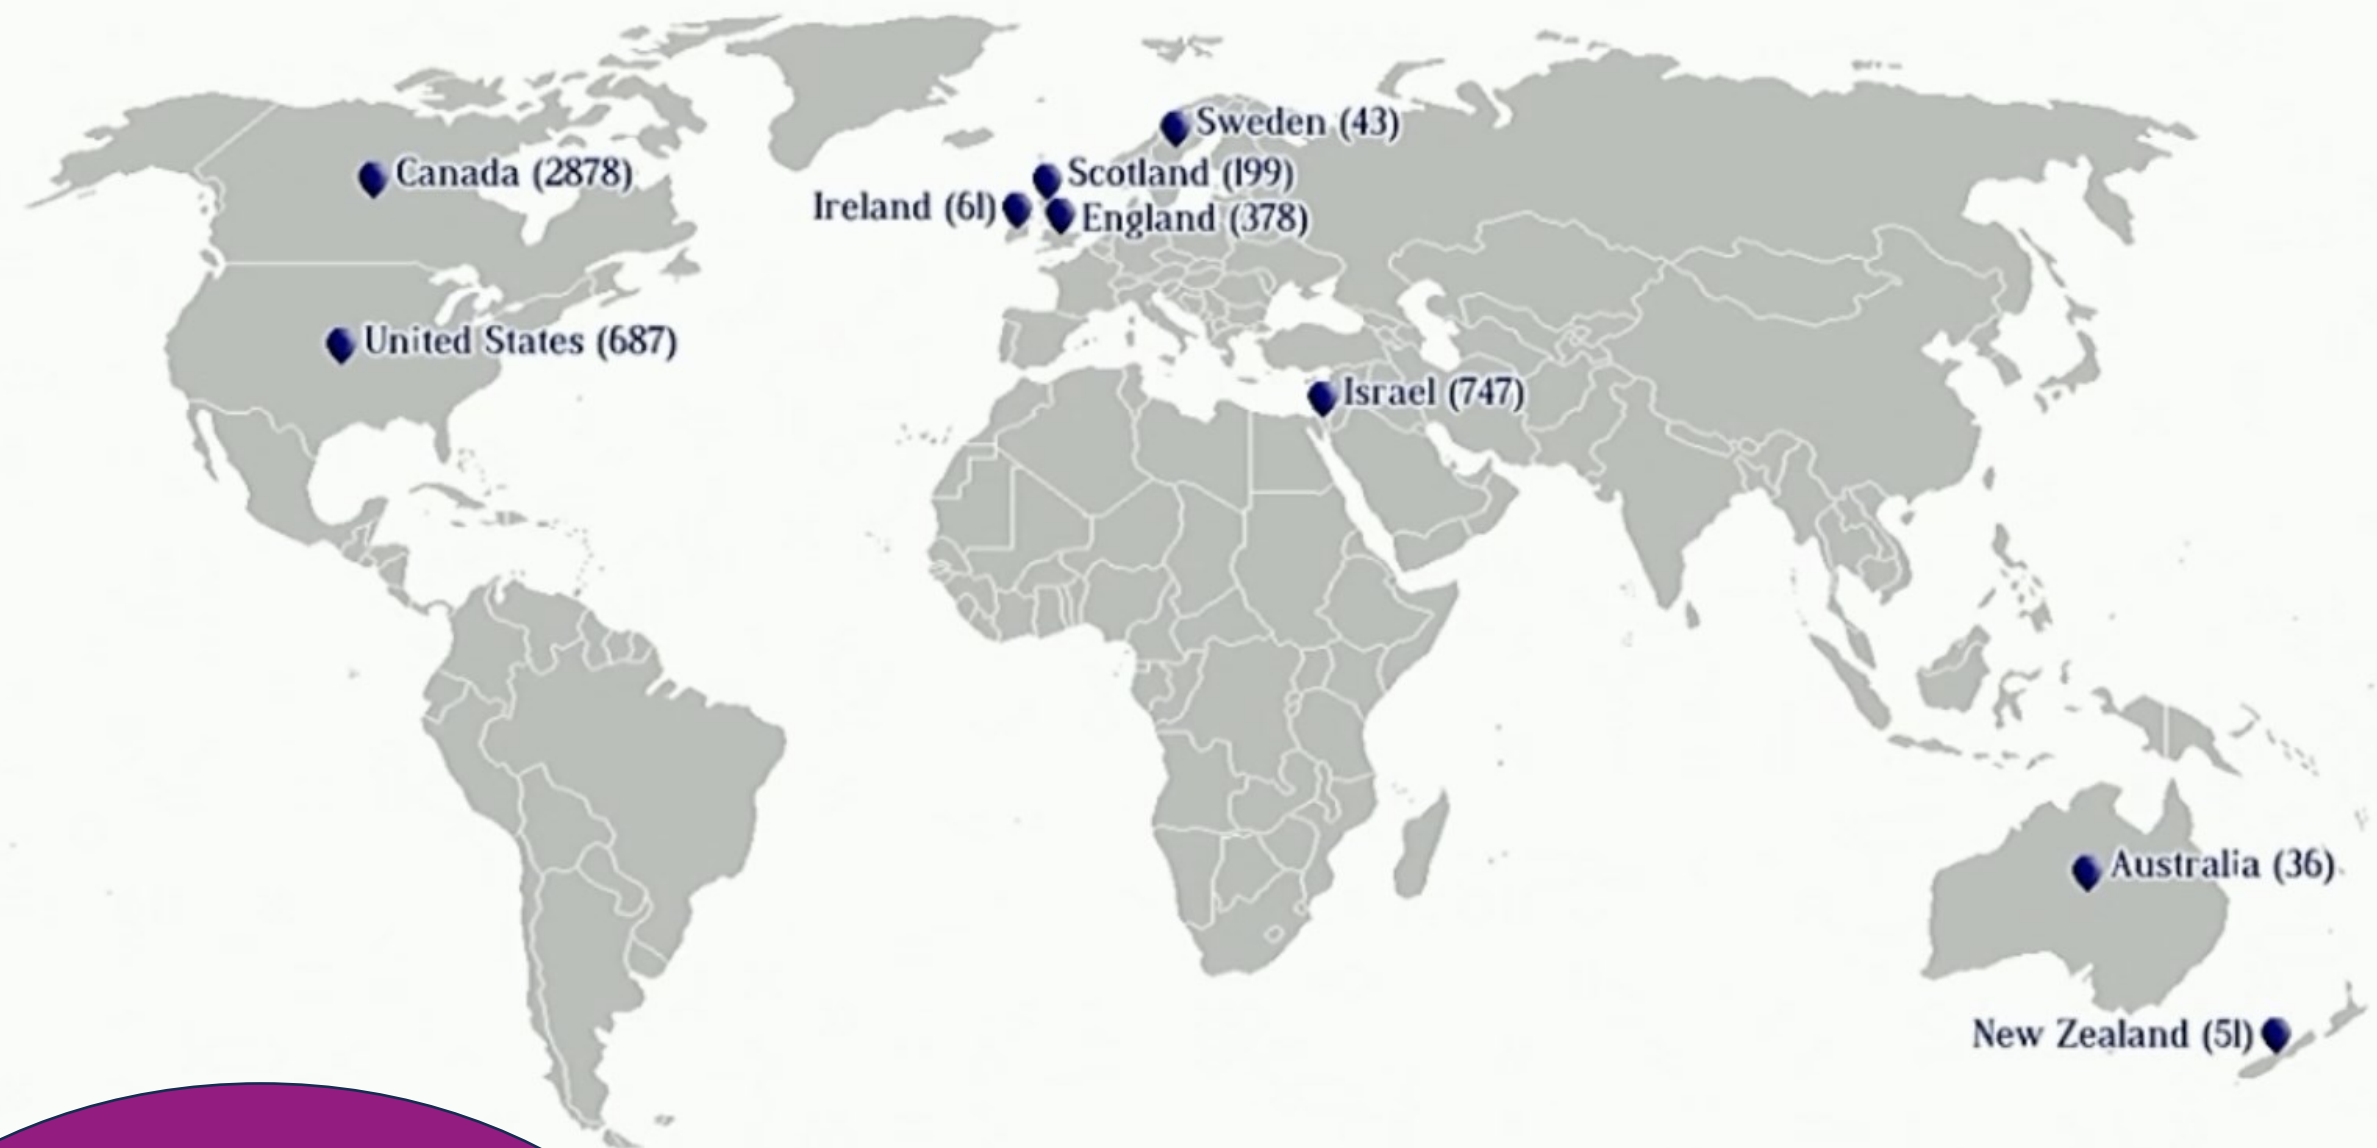 Sweden (43)
Canada (2878)
Scotland (199)
Ireland (61)
England (378)
United States (687)
Israel (747)
Australia (36)
New Zealand (51)